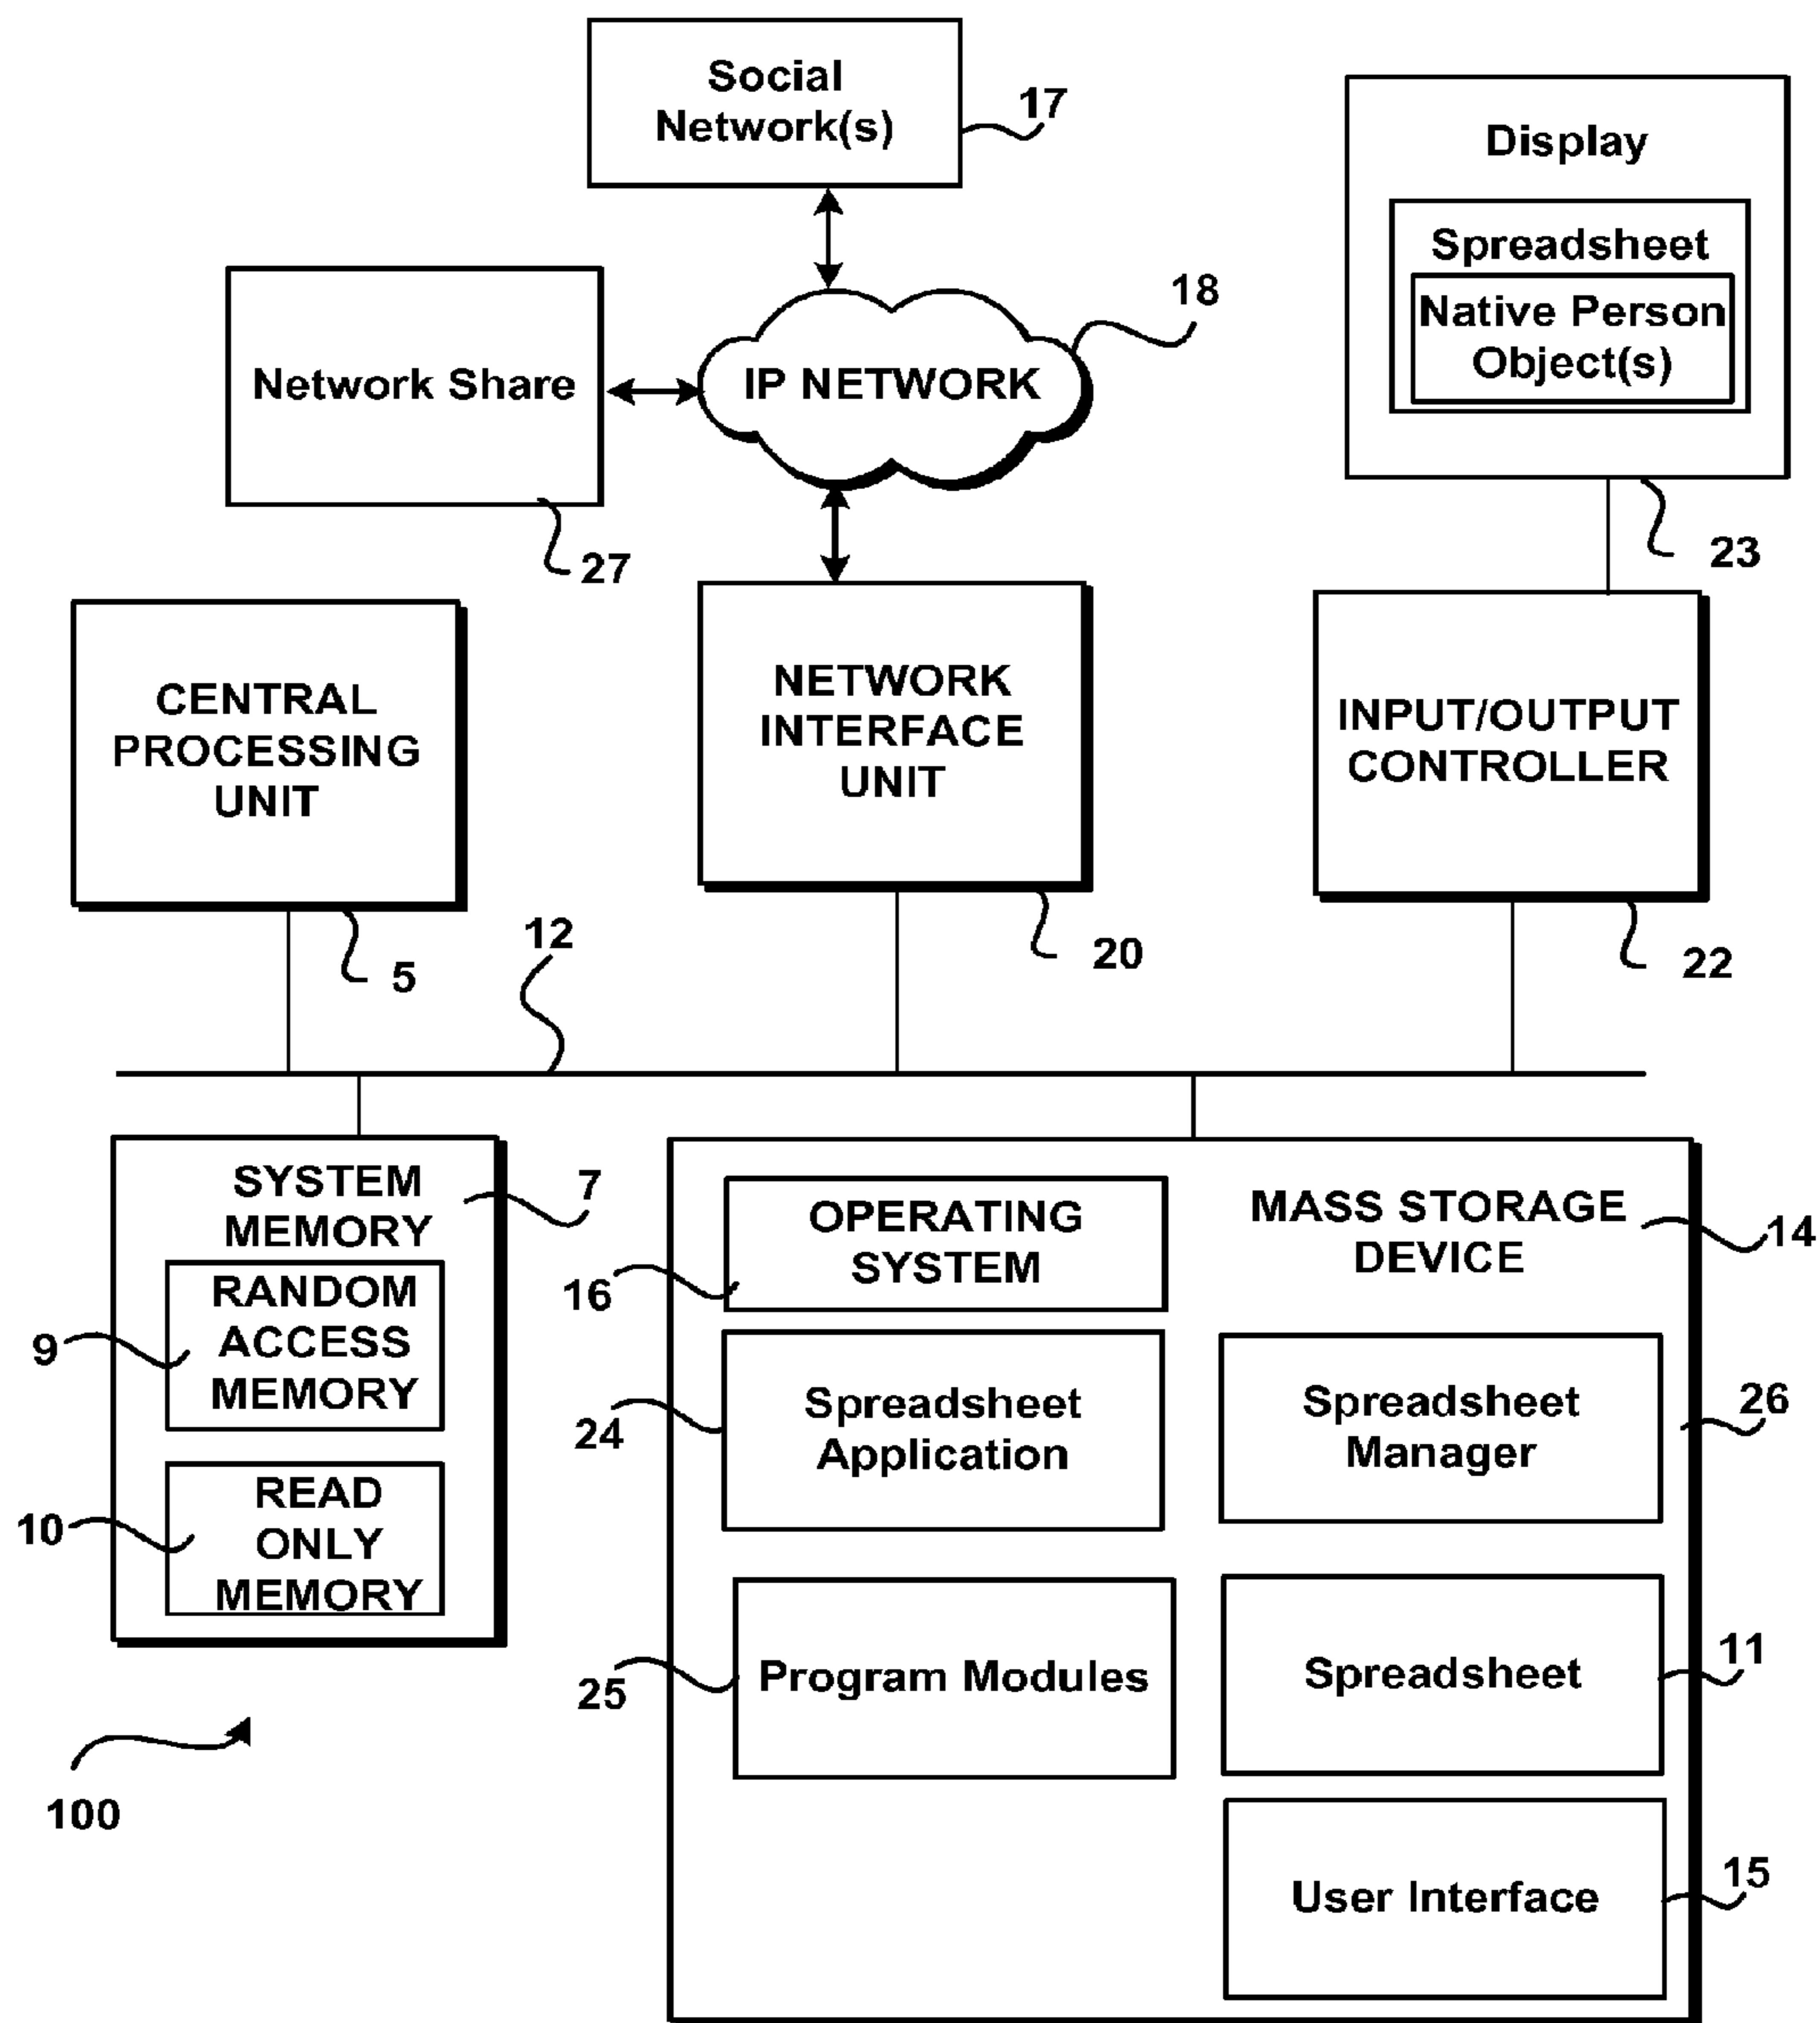 Social
Network(s)
17
Display
Spreadsheet
Native Person
Object(s)
23
Network Share
27
IP NETWORK
18
CENTRAL
PROCESSING
UNIT
5
NETWORK
INTERFACE
UNIT
20
INPUT/OUTPUT
CONTROLLER
22
12
SYSTEM
MEMORY
7
RANDOM
ACCESS
MEMORY
9
READ
ONLY
MEMORY
10
MASS STORAGE
DEVICE
14
OPERATING
SYSTEM
16
Spreadsheet
Application
24
Spreadsheet
Manager
26
Program Modules
25
Spreadsheet
11
User Interface
15
100